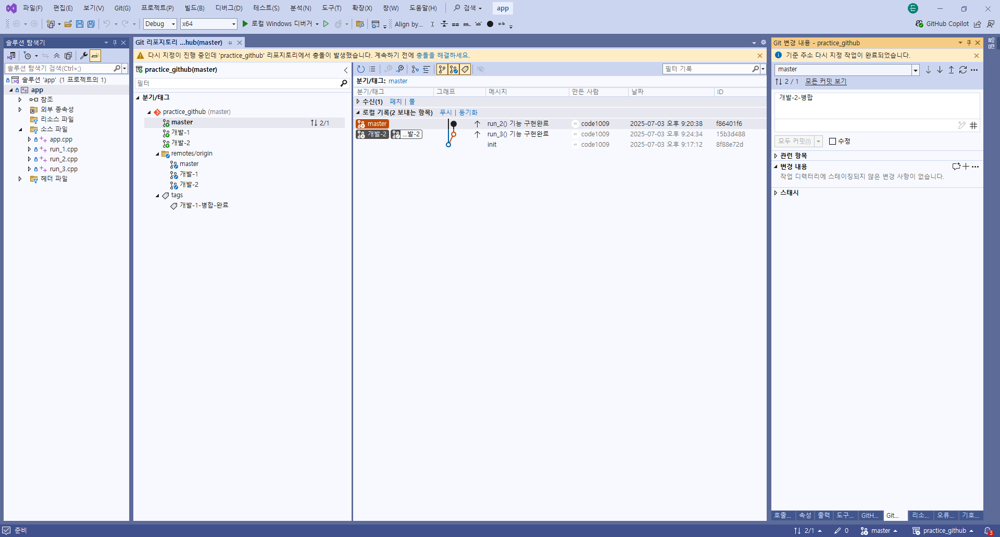 파일(F) 편집(E) 보기(V) Git(G) 프로젝트(P) 빌드(B) 디버그(D) 테스트(S) 분석(N) 도구(T) 확장(X) 창(W) 도움말(H) 검색 app
Debug x64 로컬 Windows 디버거 Align by... GitHub Copilot
솔루션 탐색기
솔루션 탐색기 검색(Ctrl+;)
솔루션 'app' (1 프로젝트의 1)
app
참조
외부 종속성
리소스 파일
소스 파일
app.cpp
run_1.cpp
run_2.cpp
run_3.cpp
헤더 파일
Git 리포지토리 ...hub(master)
다시 지정이 진행 중인데 'practice_github' 리포지토리에서 충돌이 발생했습니다. 계속하기 전에 충돌을 해결하세요.
practice_github(master)
필터
분기/태그
practice_github (master)
master 2/1
개발-1
개발-2
remotes/origin
master
개발-1
개발-2
tags
개발-1-병합-완료
필터 기록
분기/태그: master
분기/태그 그래프 메시지 만든 사람 날짜 ID
수신(1) 페치 | 풀
로컬 기록(2 보내는 항목) 푸시 | 동기화
master run_2() 기능 구현완료 code1009 2025-07-03 오후 9:20:38 f86401f6
개발-2 ...발-2 run_3() 기능 구현완료 code1009 2025-07-03 오후 9:24:34 15b3d488
init code1009 2025-07-03 오후 9:17:12 8f88e72d
Git 변경 내용 - practice_github
기준 주소 다시 지정 작업이 완료되었습니다.
master
2 / 1 모든 커밋 보기
개발-2-병합
모두 커밋(I) 수정
관련 항목
변경 내용
작업 디렉터리에 스테이징되지 않은 변경 사항이 없습니다.
스태시
호출... 속성 출력 도구... GitH... Git... 리소... 오류... 기호...
준비 2/1 0 master practice_github 3